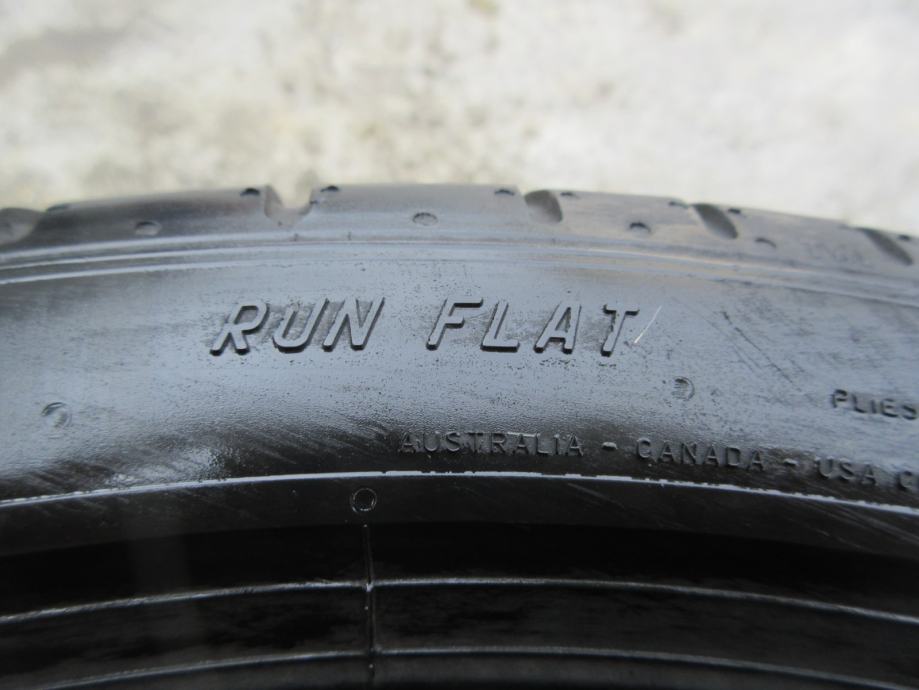 RUN FLAT
PLIES
AUSTRALIA - CANADA - USA